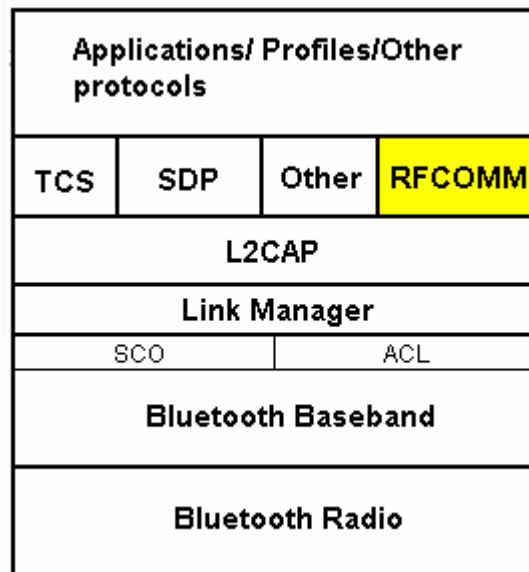 Applications/ Profiles/Other
protocols
TCS SDP Other RFCOMM
L2CAP
Link Manager
SCO ACL
Bluetooth Baseband
Bluetooth Radio